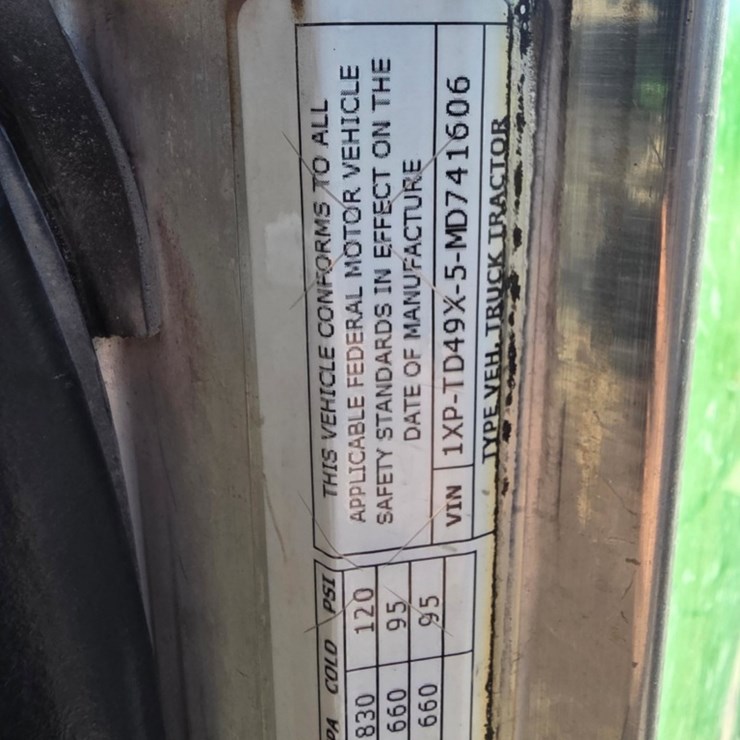 THIS VEHICLE CONFORMS TO ALL
APPLICABLE FEDERAL MOTOR VEHICLE
SAFETY STANDARDS IN EFFECT ON THE
DATE OF MANUFACTURE
VIN 1XP-TD49X-5-MD741606
TYPE VEH. TRUCK TRACTOR
PA COLD PSI
830 120
660 95
660 95